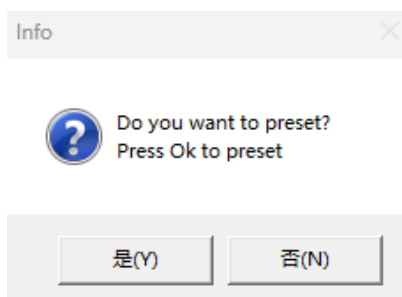 Info
Do you want to preset?
Press Ok to preset
是(Y)
否(N)